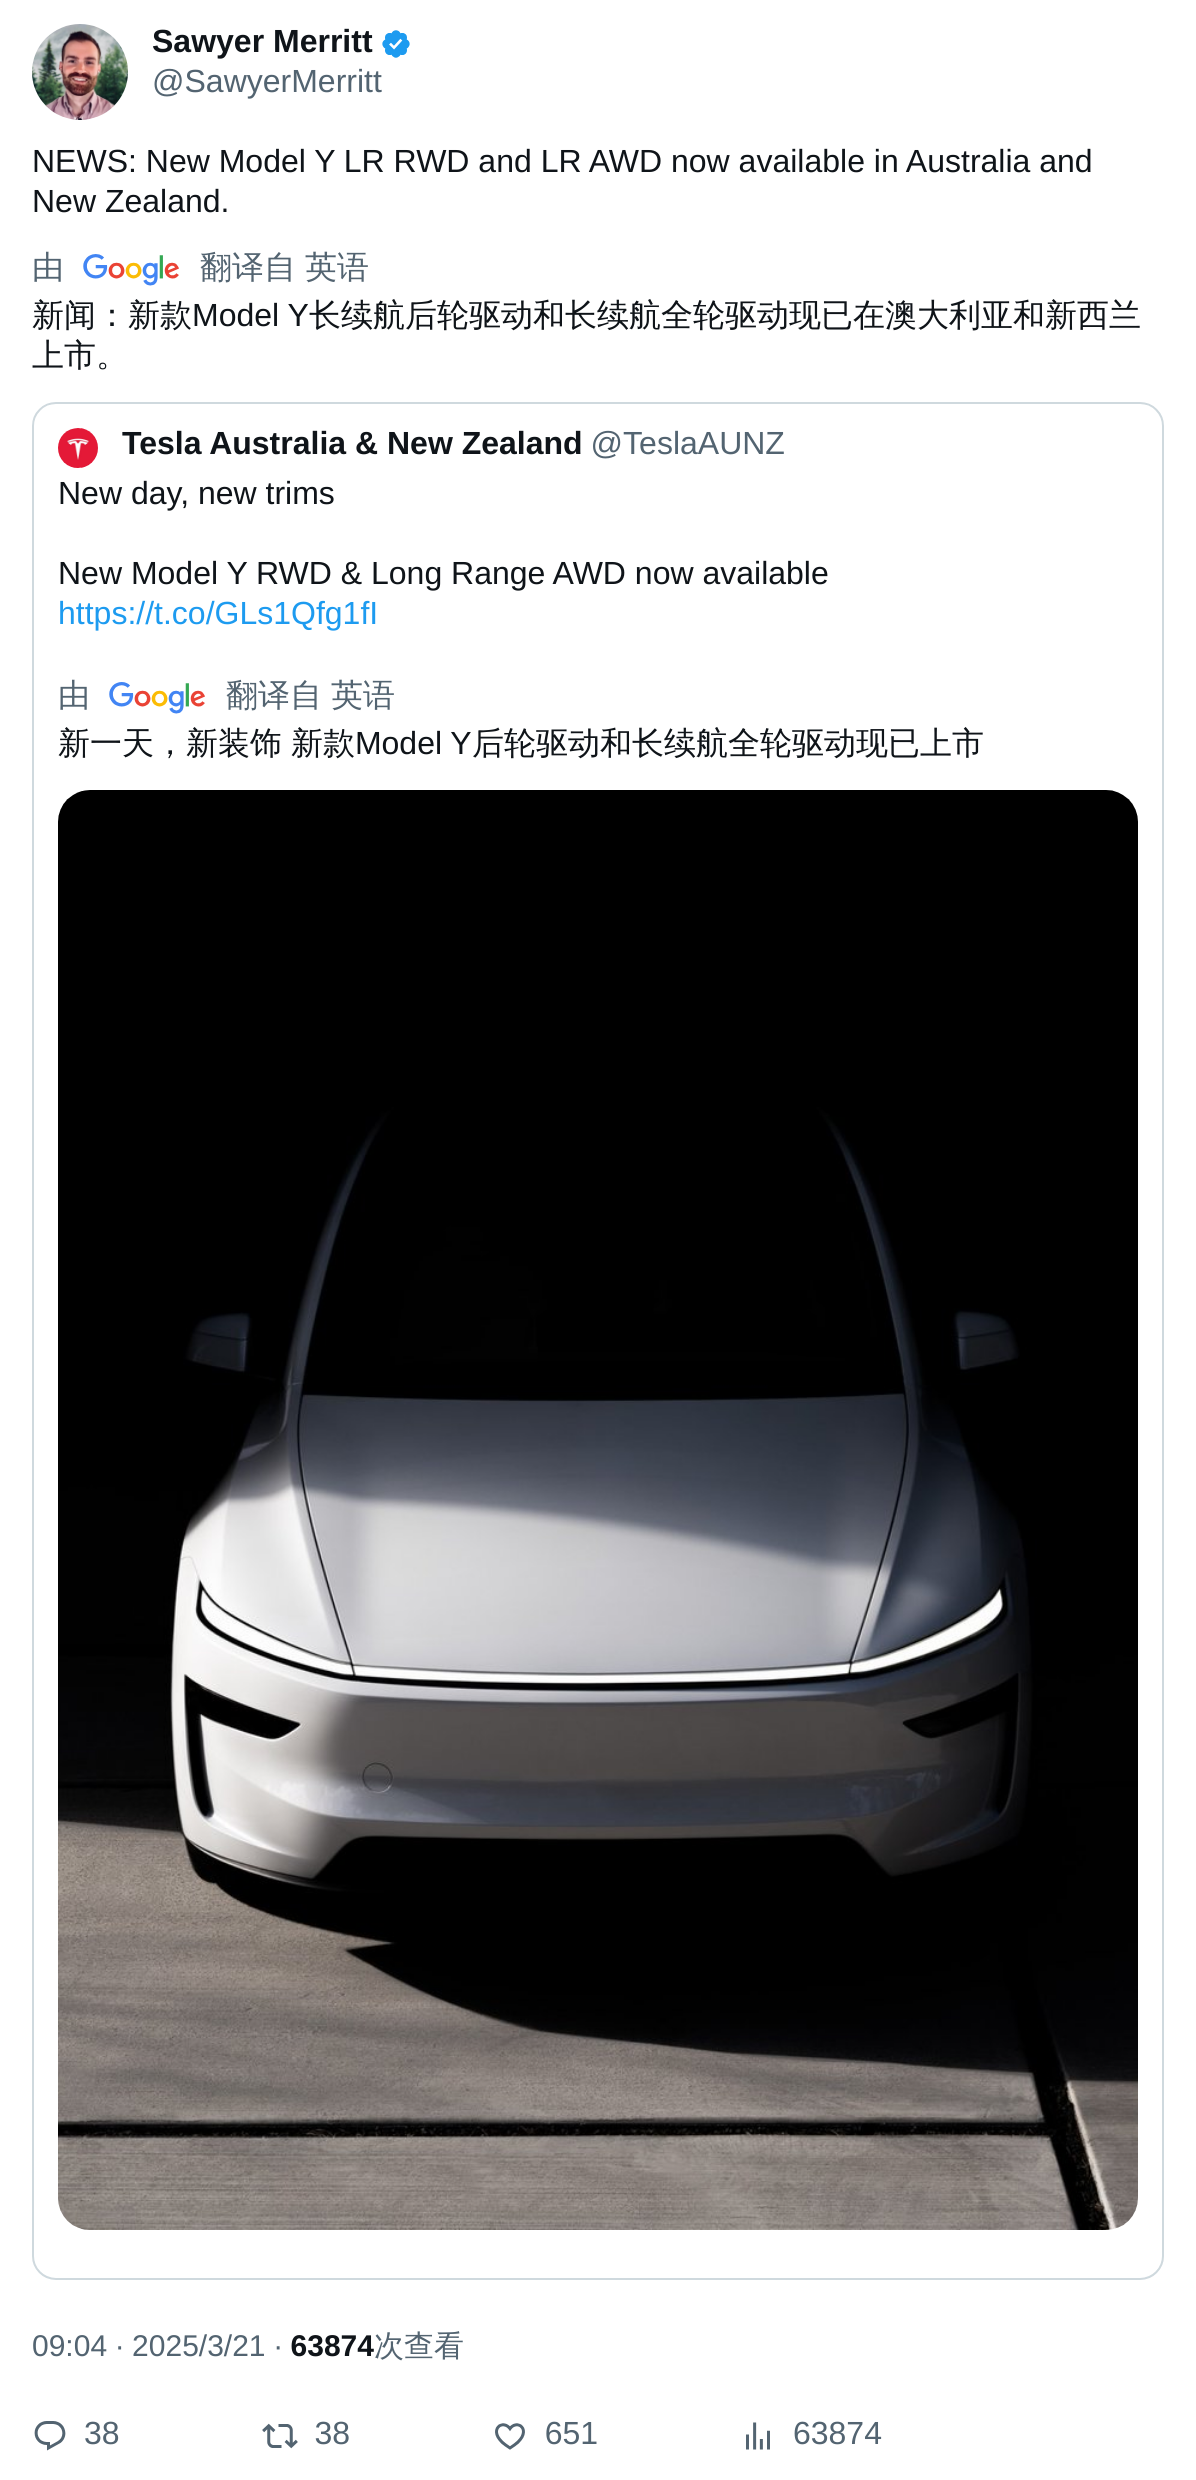 Sawyer Merritt
@SawyerMerritt
NEWS: New Model Y LR RWD and LR AWD now available in Australia and
New Zealand.
由 Google 翻译自 英语
新闻：新款Model Y长续航后轮驱动和长续航全轮驱动现已在澳大利亚和新西兰
上市。
Tesla Australia & New Zealand @TeslaAUNZ
New day, new trims
New Model Y RWD & Long Range AWD now available
https://t.co/GLs1Qfg1fI
由 Google 翻译自 英语
新一天，新装饰 新款Model Y后轮驱动和长续航全轮驱动现已上市
09:04 · 2025/3/21 · 63874次查看
38 38 651 63874